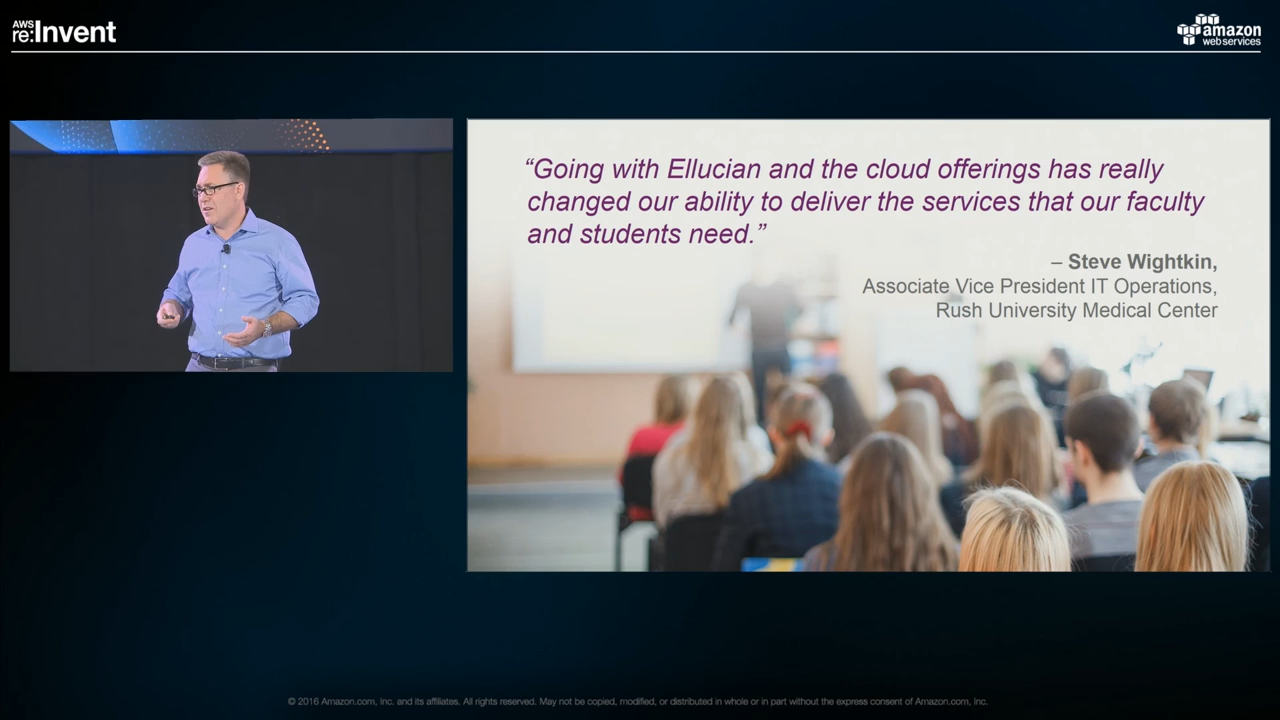 AWS
re:Invent
amazon
web services
“Going with Ellucian and the cloud offerings has really
changed our ability to deliver the services that our faculty
and students need.”
– Steve Wightkin,
Associate Vice President IT Operations,
Rush University Medical Center
© 2016 Amazon.com, Inc. and its affiliates. All rights reserved. May not be copied, modified, or distributed in whole or in part without the express consent of Amazon.com, Inc.